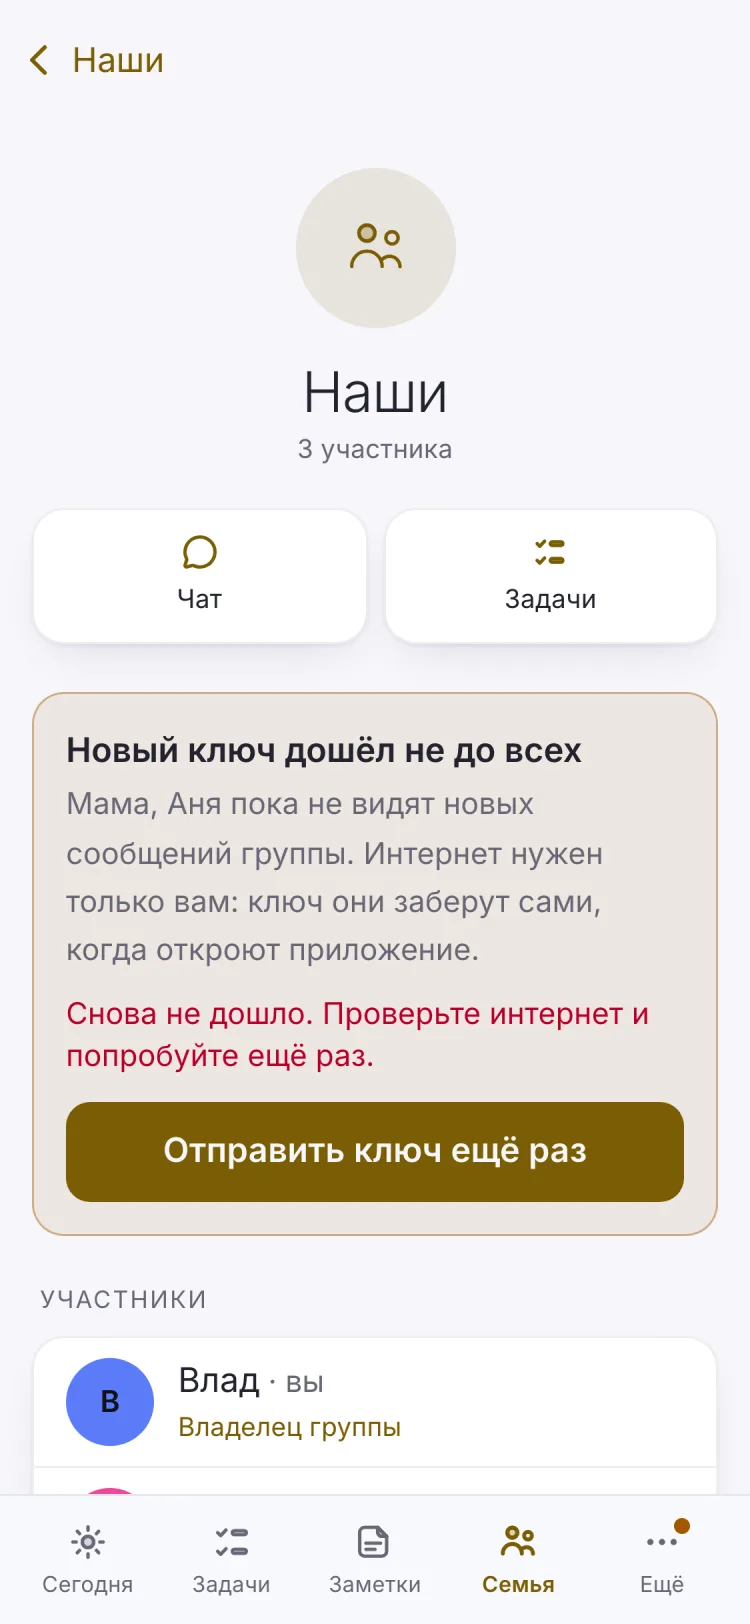 Наши
Наши
3 участника
Чат
Задачи
Новый ключ дошёл не до всех
Мама, Аня пока не видят новых
сообщений группы. Интернет нужен
только вам: ключ они заберут сами,
когда откроют приложение.
Снова не дошло. Проверьте интернет и
попробуйте ещё раз.
Отправить ключ ещё раз
УЧАСТНИКИ
В
Влад · вы
Владелец группы
Сегодня
Задачи
Заметки
Семья
Ещё